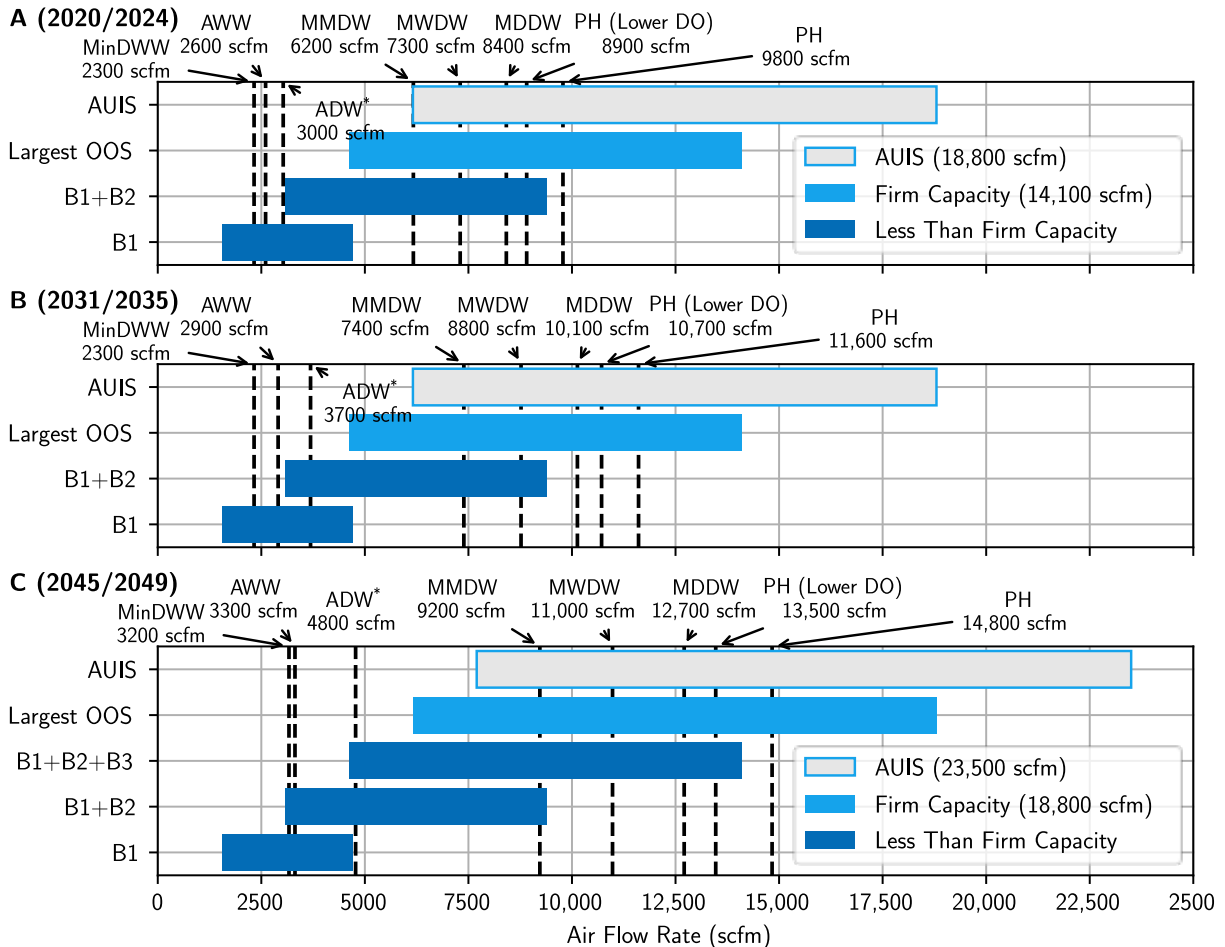 A (2020/2024)
AWW
2600 scfm
MinDWW
2300 scfm
MMDW
6200 scfm
MWDW
7300 scfm
MDDW
8400 scfm
PH (Lower DO)
8900 scfm
PH
9800 scfm
ADW*
3000 scfm
AUIS
Largest OOS
B1+B2
B1
AUIS (18,800 scfm)
Firm Capacity (14,100 scfm)
Less Than Firm Capacity
B (2031/2035)
AWW
2900 scfm
MinDWW
2300 scfm
MMDW
7400 scfm
MWDW
8800 scfm
MDDW
10,100 scfm
PH (Lower DO)
10,700 scfm
PH
11,600 scfm
ADW*
3700 scfm
AUIS
Largest OOS
B1+B2
B1
C (2045/2049)
AWW
3300 scfm
MinDWW
3200 scfm
ADW*
4800 scfm
MMDW
9200 scfm
MWDW
11,000 scfm
MDDW
12,700 scfm
PH (Lower DO)
13,500 scfm
PH
14,800 scfm
AUIS
Largest OOS
B1+B2+B3
B1+B2
B1
AUIS (23,500 scfm)
Firm Capacity (18,800 scfm)
Less Than Firm Capacity
0 2500 5000 7500 10,000 12,500 15,000 17,500 20,000 22,500 25,000
Air Flow Rate (scfm)